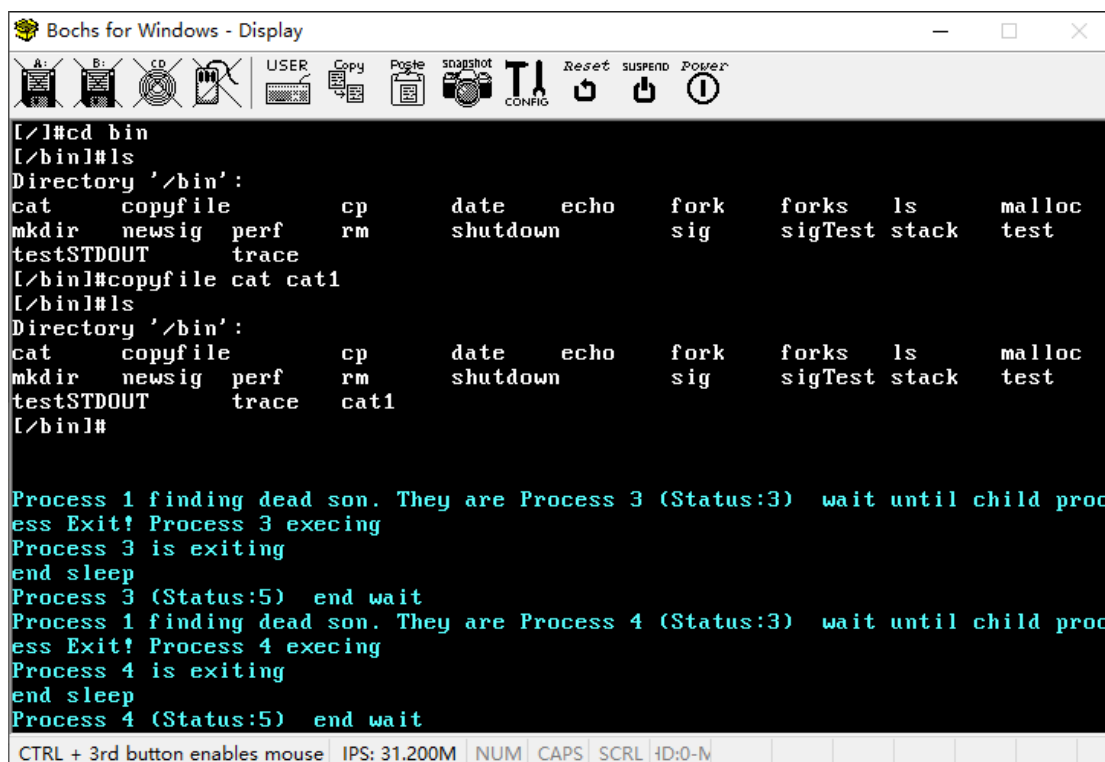 Bochs for Windows - Display
A: B: CD USER Copy Poste snapshot CONFIG Reset SUSPEND Power
[/]#cd bin
[/bin]#ls
Directory '/bin':
cat copyfile cp date echo fork forks ls malloc
mkdir newsig perf rm shutdown sig sigTest stack test
testSTDOUT trace
[/bin]#copyfile cat cat1
[/bin]#ls
Directory '/bin':
cat copyfile cp date echo fork forks ls malloc
mkdir newsig perf rm shutdown sig sigTest stack test
testSTDOUT trace cat1
[/bin]#
Process 1 finding dead son. They are Process 3 (Status:3) wait until child proc
ess Exit! Process 3 execing
Process 3 is exiting
end sleep
Process 3 (Status:5) end wait
Process 1 finding dead son. They are Process 4 (Status:3) wait until child proc
ess Exit! Process 4 execing
Process 4 is exiting
end sleep
Process 4 (Status:5) end wait
CTRL + 3rd button enables mouse IPS: 31.200M NUM CAPS SCRL HD:0-M